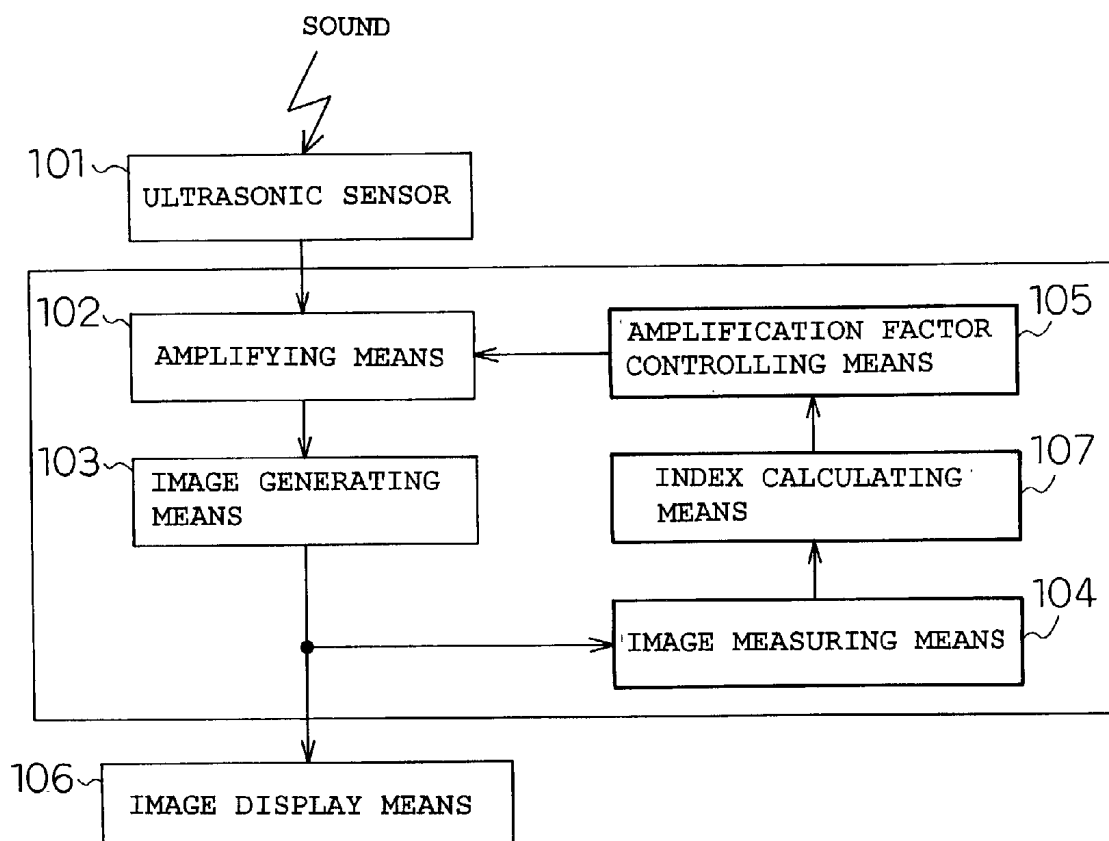 SOUND
101
ULTRASONIC SENSOR
102
AMPLIFYING MEANS
105
AMPLIFICATION FACTOR
CONTROLLING MEANS
103
IMAGE GENERATING
MEANS
107
INDEX CALCULATING
MEANS
104
IMAGE MEASURING MEANS
106
IMAGE DISPLAY MEANS